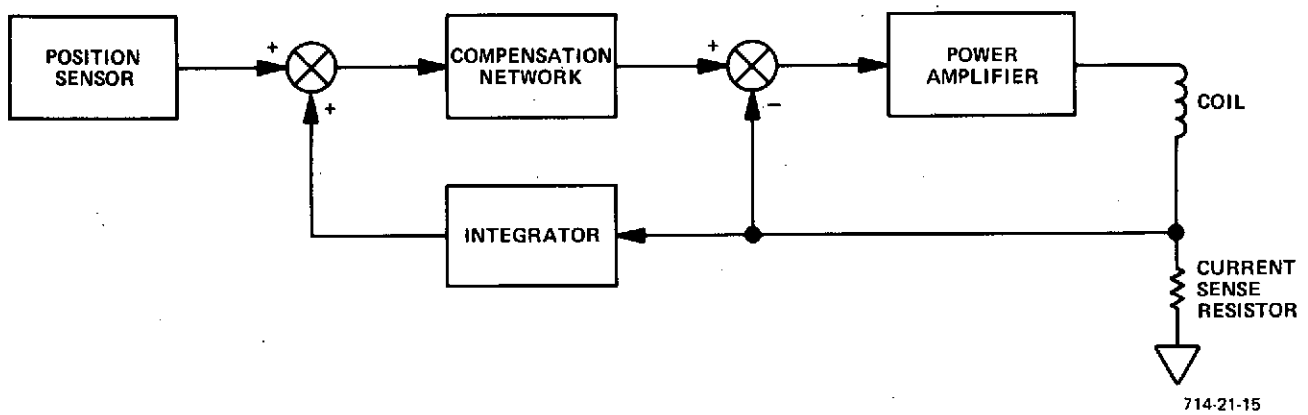 POSITION
SENSOR
+
+
COMPENSATION
NETWORK
+
−
POWER
AMPLIFIER
COIL
INTEGRATOR
CURRENT
SENSE
RESISTOR
714-21-15